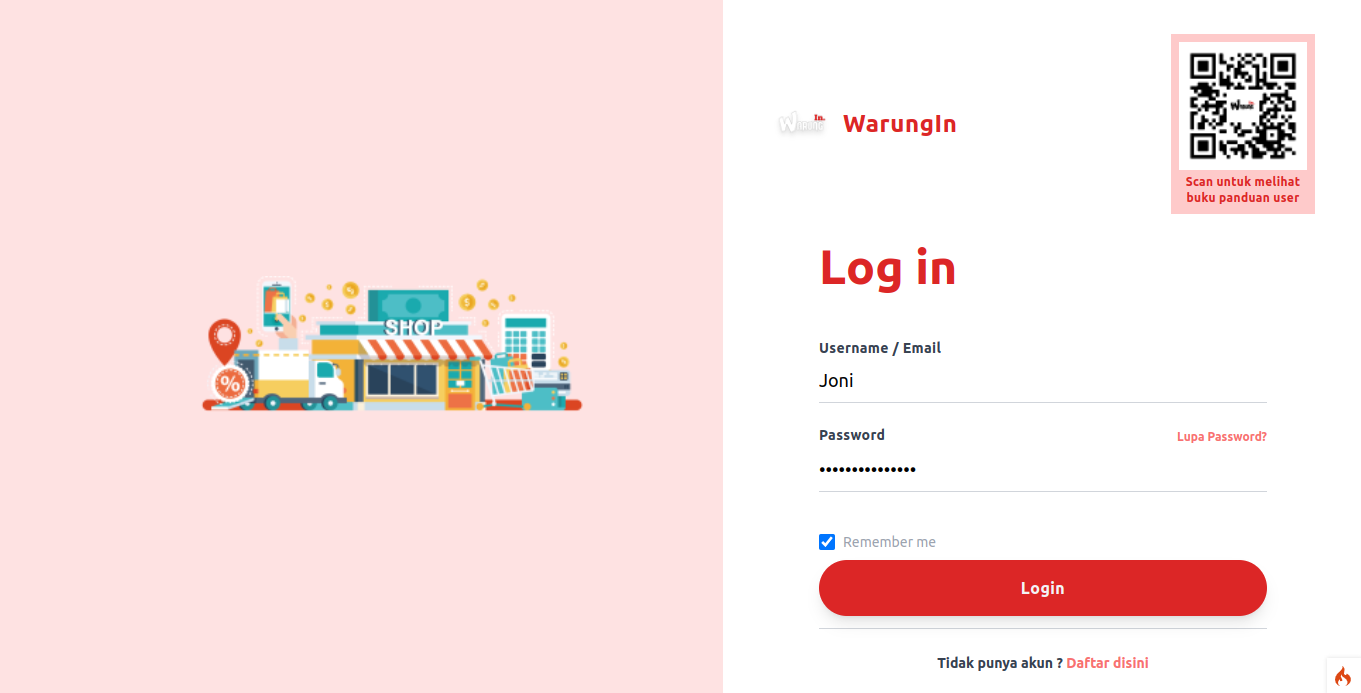 WarungIn
Scan untuk melihat
buku panduan user
Log in
SHOP
Username / Email
Joni
Password
Lupa Password?
•••••••••••••••
Remember me
Login
Tidak punya akun ? Daftar disini